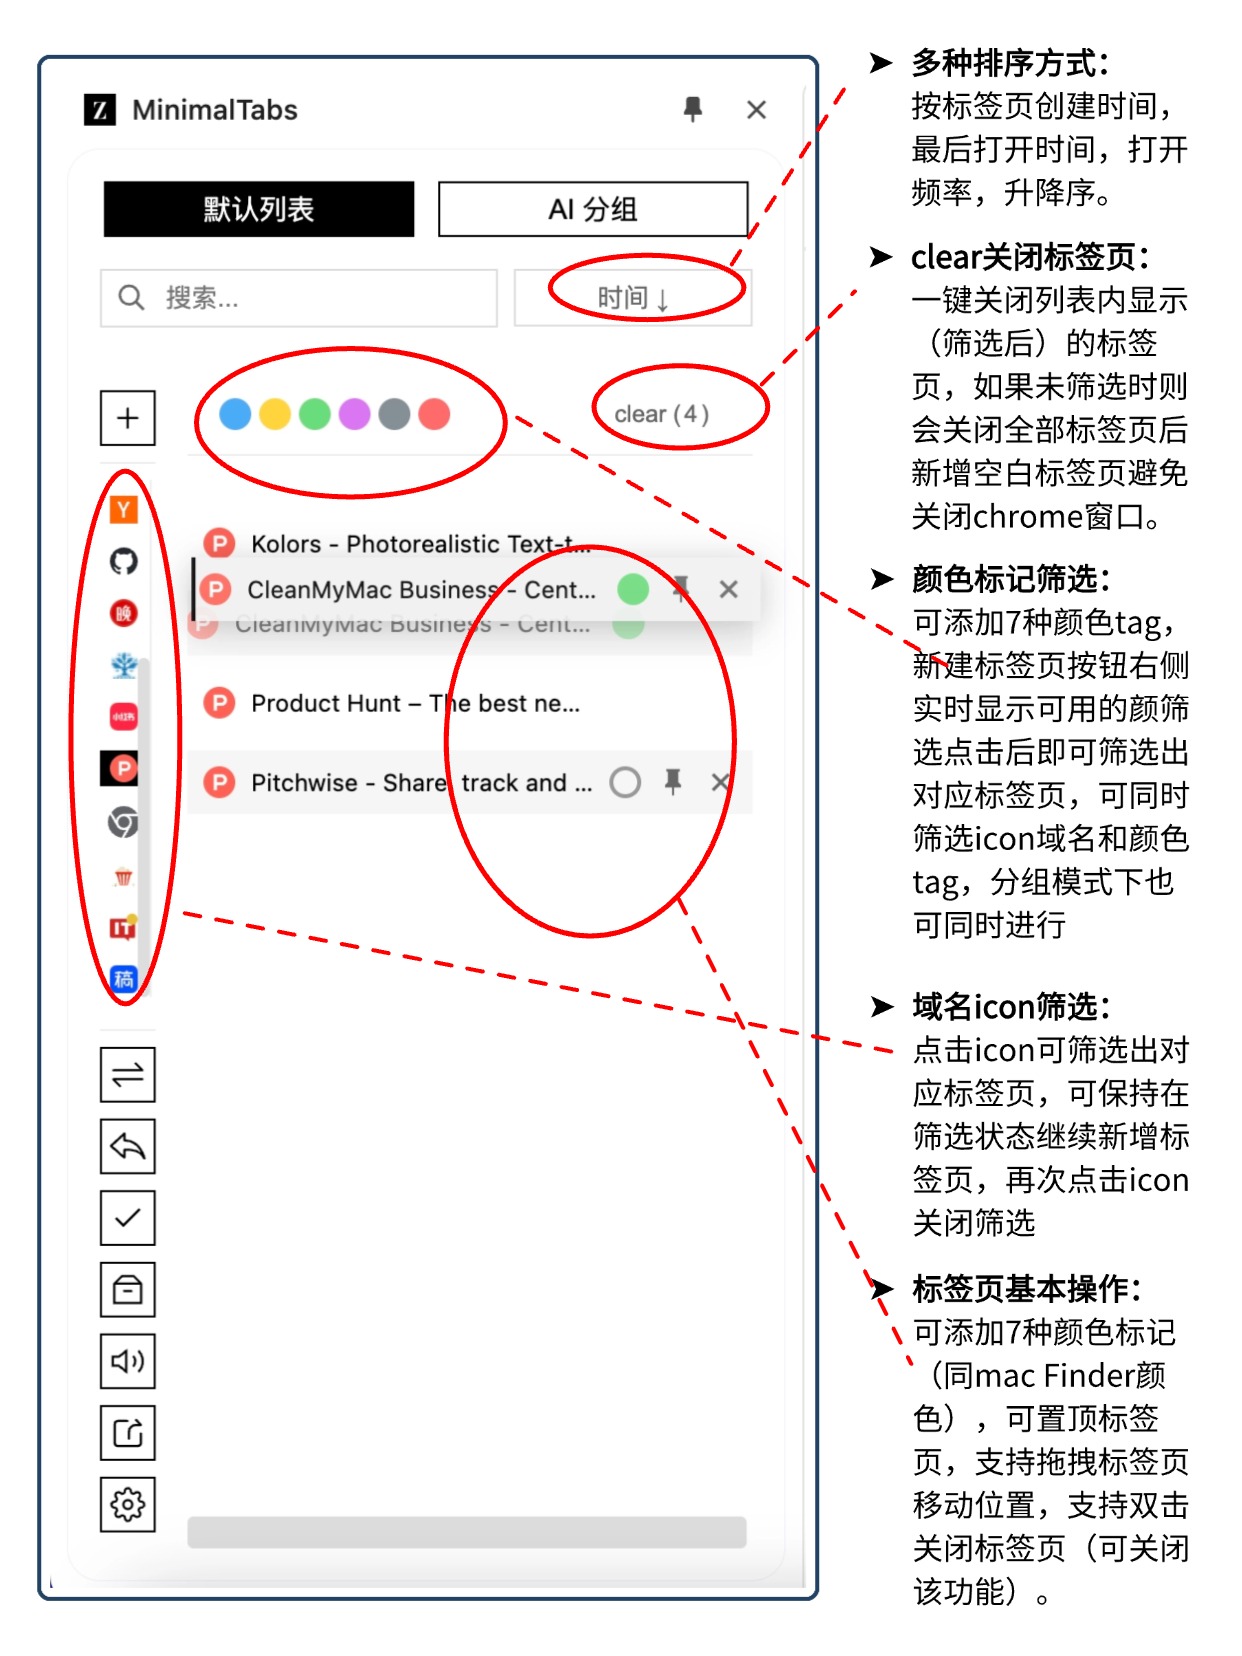 Z MinimalTabs
默认列表
AI 分组
搜索...
时间↓
clear (4)
Y
Kolors - Photorealistic Text-t...
P
CleanMyMac Business - Cent...
P
CleanMyMac Business - Cent...
P
晚
小红书
P
Product Hunt – The best ne...
P
Pitchwise - Share, track and ...
P
IT
稿
➤ 多种排序方式：
按标签页创建时间，
最后打开时间，打开
频率，升降序。
➤ clear关闭标签页：
一键关闭列表内显示
（筛选后）的标签
页，如果未筛选时则
会关闭全部标签页后
新增空白标签页避免
关闭chrome窗口。
➤ 颜色标记筛选：
可添加7种颜色tag，
新建标签页按钮右侧
实时显示可用的颜筛
选点击后即可筛选出
对应标签页，可同时
筛选icon域名和颜色
tag，分组模式下也
可同时进行
➤ 域名icon筛选：
点击icon可筛选出对
应标签页，可保持在
筛选状态继续新增标
签页，再次点击icon
关闭筛选
➤ 标签页基本操作：
可添加7种颜色标记
（同mac Finder颜
色），可置顶标签
页，支持拖拽标签页
移动位置，支持双击
关闭标签页（可关闭
该功能）。